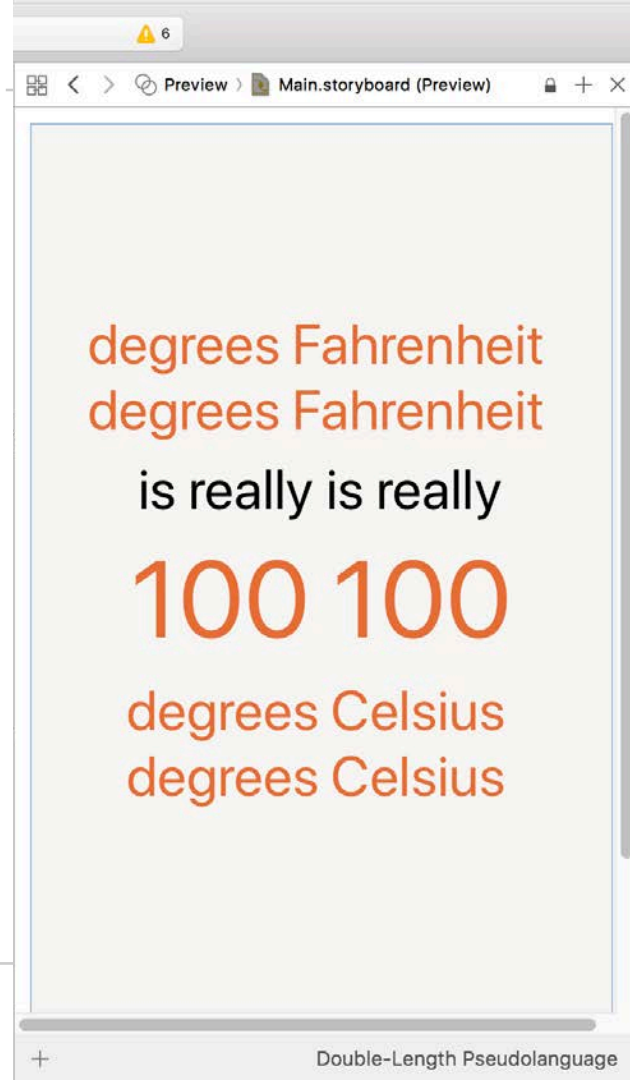 6
Preview 〉 Main.storyboard (Preview)
degrees Fahrenheit
degrees Fahrenheit
is really is really
100 100
degrees Celsius
degrees Celsius
Double-Length Pseudolanguage